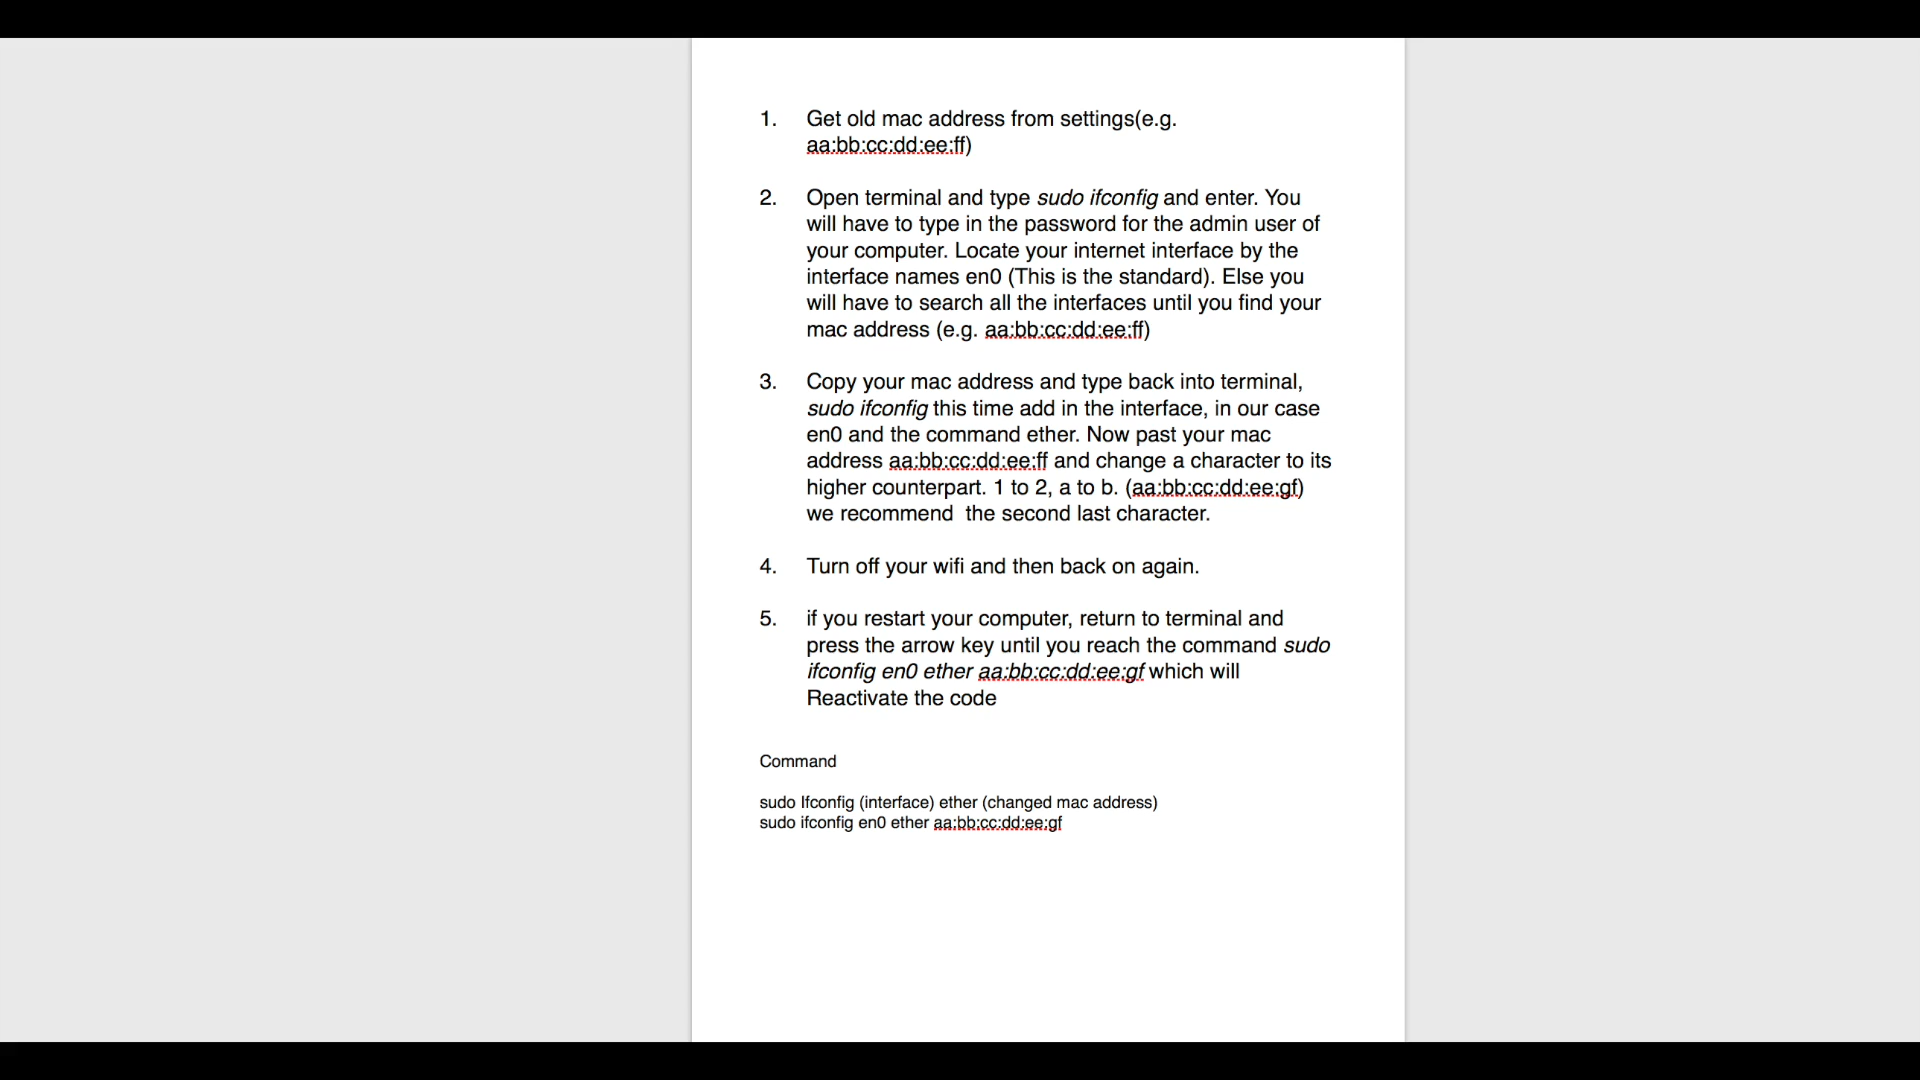 1. Get old mac address from settings(e.g.
aa:bb:cc:dd:ee:ff)
2. Open terminal and type sudo ifconfig and enter. You
will have to type in the password for the admin user of
your computer. Locate your internet interface by the
interface names en0 (This is the standard). Else you
will have to search all the interfaces until you find your
mac address (e.g. aa:bb:cc:dd:ee:ff)
3. Copy your mac address and type back into terminal,
sudo ifconfig this time add in the interface, in our case
en0 and the command ether. Now past your mac
address aa:bb:cc:dd:ee:ff and change a character to its
higher counterpart. 1 to 2, a to b. (aa:bb:cc:dd:ee:gf)
we recommend  the second last character.
4. Turn off your wifi and then back on again.
5. if you restart your computer, return to terminal and
press the arrow key until you reach the command sudo
ifconfig en0 ether aa:bb:cc:dd:ee:gf which will
Reactivate the code
Command
sudo Ifconfig (interface) ether (changed mac address)
sudo ifconfig en0 ether aa:bb:cc:dd:ee:gf